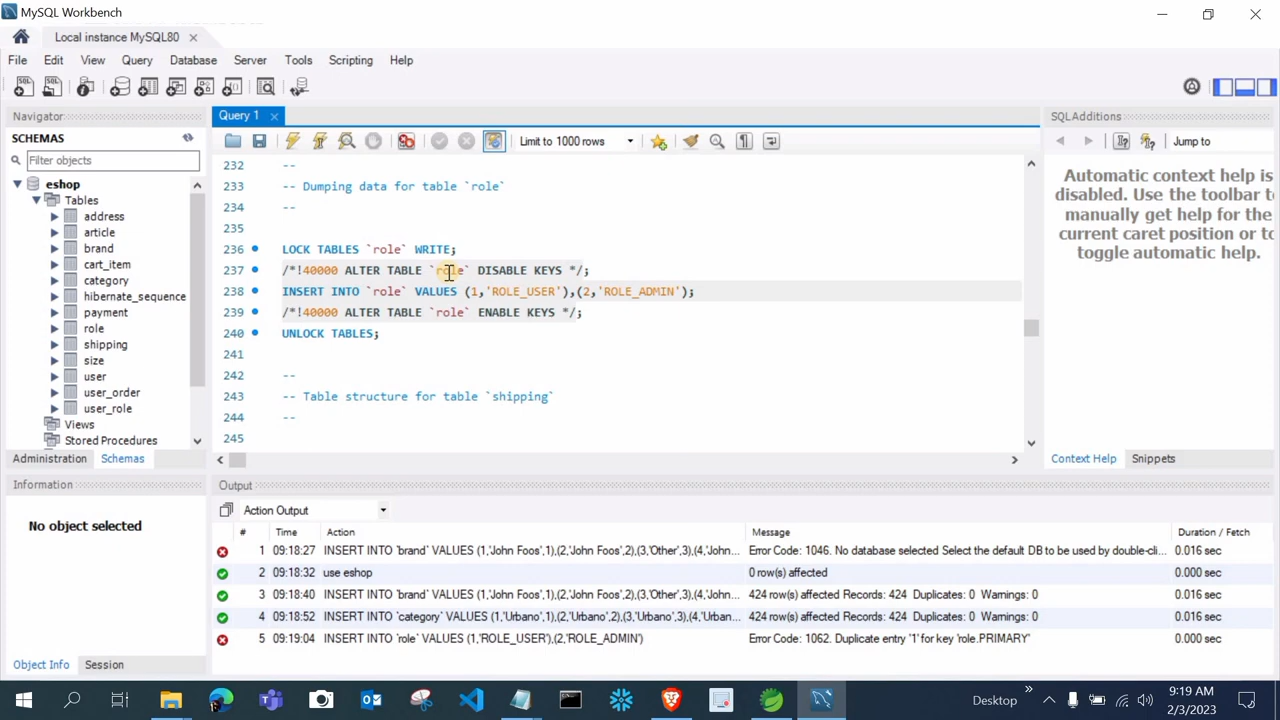 MySQL Workbench
Local instance MySQL80
File Edit View Query Database Server Tools Scripting Help
Navigator
SCHEMAS
Filter objects
eshop
Tables
address
article
brand
cart_item
category
hibernate_sequence
payment
role
shipping
size
user
user_order
user_role
Views
Stored Procedures
Administration Schemas
Information
No object selected
Object Info Session
Query 1
Limit to 1000 rows
232 --
233 -- Dumping data for table `role`
234 --
235
236 LOCK TABLES `role` WRITE;
237 /*!40000 ALTER TABLE `role` DISABLE KEYS */;
238 INSERT INTO `role` VALUES (1,'ROLE_USER'),(2,'ROLE_ADMIN');
239 /*!40000 ALTER TABLE `role` ENABLE KEYS */;
240 UNLOCK TABLES;
241
242 --
243 -- Table structure for table `shipping`
244 --
245
SQLAdditions
Jump to
Automatic context help is
disabled. Use the toolbar to
manually get help for the
current caret position or to
toggle automatic help.
Context Help Snippets
Output
Action Output
# Time Action Message Duration / Fetch
1 09:18:27 INSERT INTO `brand` VALUES (1,'John Foos',1),(2,'John Foos',2),(3,'Other',3),(4,'John... Error Code: 1046. No database selected Select the default DB to be used by double-cli... 0.016 sec
2 09:18:32 use eshop 0 row(s) affected 0.000 sec
3 09:18:40 INSERT INTO `brand` VALUES (1,'John Foos',1),(2,'John Foos',2),(3,'Other',3),(4,'John... 424 row(s) affected Records: 424 Duplicates: 0 Warnings: 0 0.016 sec
4 09:18:52 INSERT INTO `category` VALUES (1,'Urbano',1),(2,'Urbano',2),(3,'Urbano',3),(4,'Urban... 424 row(s) affected Records: 424 Duplicates: 0 Warnings: 0 0.016 sec
5 09:19:04 INSERT INTO `role` VALUES (1,'ROLE_USER'),(2,'ROLE_ADMIN') Error Code: 1062. Duplicate entry '1' for key 'role.PRIMARY' 0.000 sec
Desktop
9:19 AM
2/3/2023